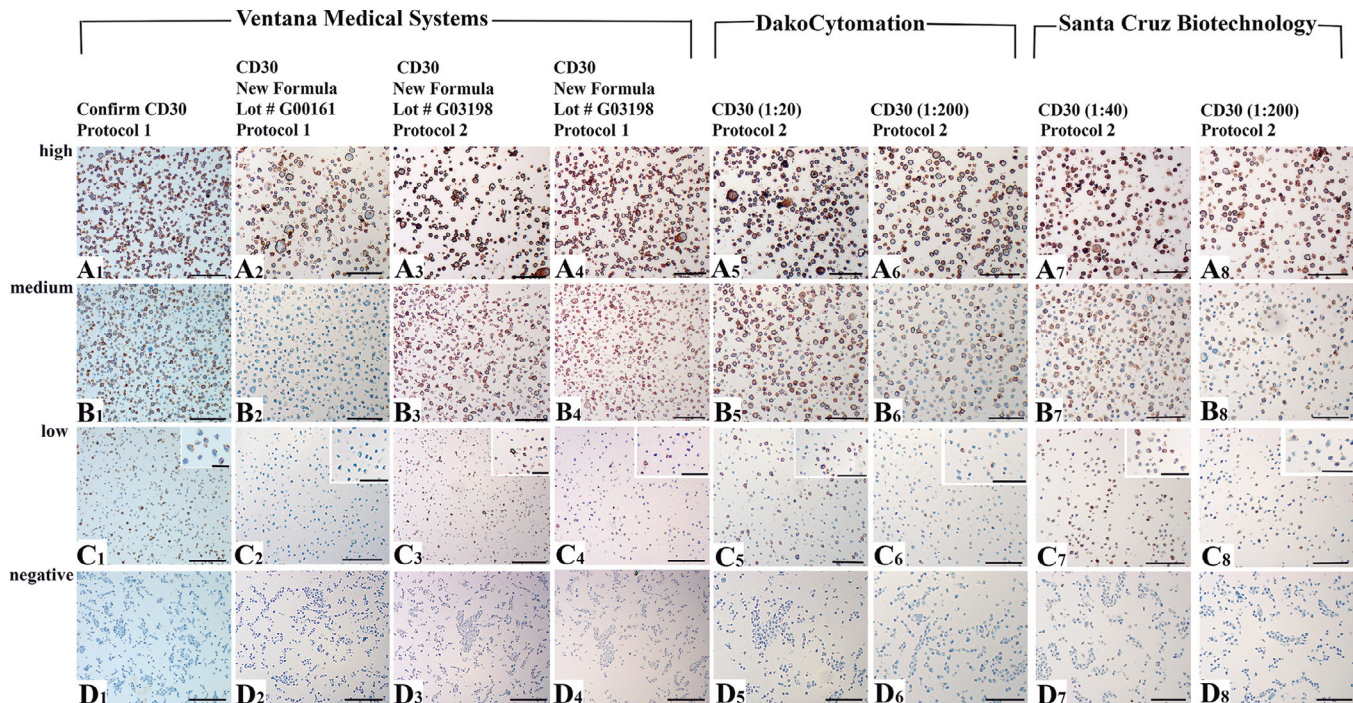 Ventana Medical Systems
DakoCytomation
Santa Cruz Biotechnology
Confirm CD30
Protocol 1
CD30
New Formula
Lot # G00161
Protocol 1
CD30
New Formula
Lot # G03198
Protocol 2
CD30
New Formula
Lot # G03198
Protocol 1
CD30 (1:20)
Protocol 2
CD30 (1:200)
Protocol 2
CD30 (1:40)
Protocol 2
CD30 (1:200)
Protocol 2
high
A1 A2 A3 A4 A5 A6 A7 A8
medium
B1 B2 B3 B4 B5 B6 B7 B8
low
C1 C2 C3 C4 C5 C6 C7 C8
negative
D1 D2 D3 D4 D5 D6 D7 D8